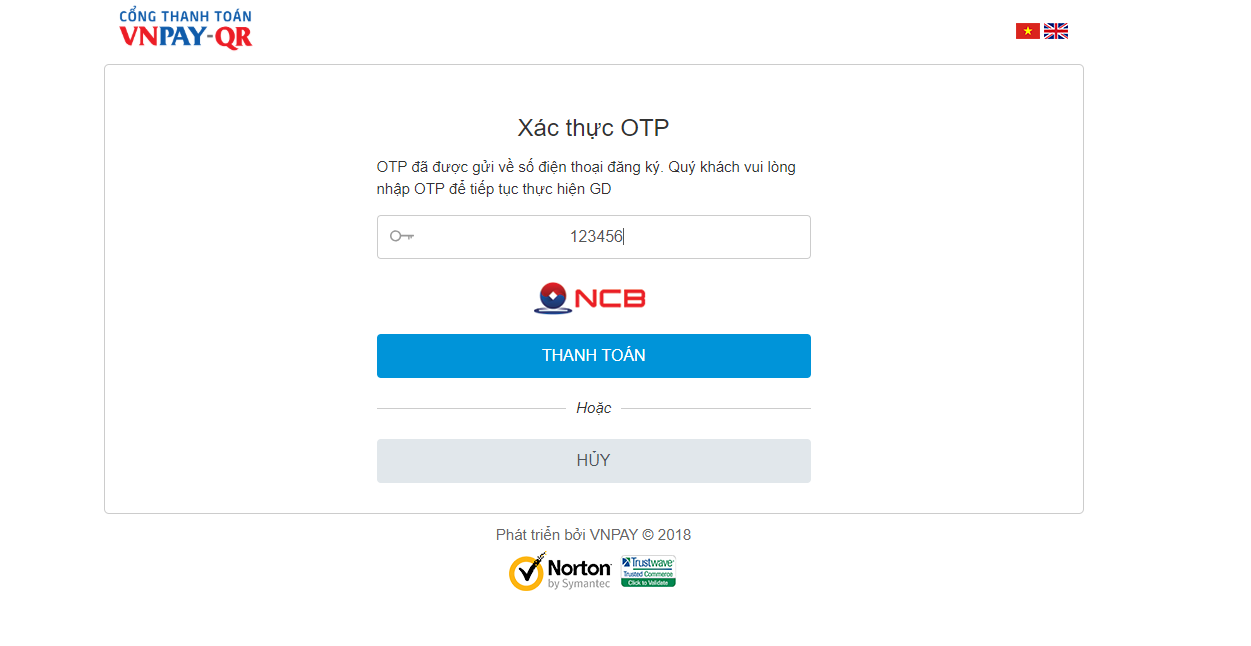 CỔNG THANH TOÁN
VNPAY-QR
Xác thực OTP
OTP đã được gửi về số điện thoại đăng ký. Quý khách vui lòng
nhập OTP để tiếp tục thực hiện GD
123456
NCB
THANH TOÁN
Hoặc
HỦY
Phát triển bởi VNPAY © 2018
Norton
by Symantec
Trustwave
Trusted Commerce
Click to Validate